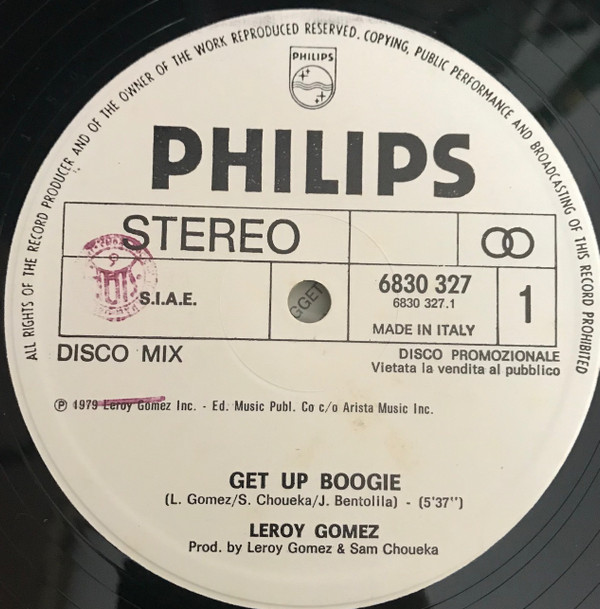 ALL RIGHTS OF THE RECORD PRODUCER AND OF THE OWNER OF THE WORK REPRODUCED RESERVED. COPYING, PUBLIC PERFORMANCE AND BROADCASTING OF THIS RECORD PROHIBITED
PHILIPS
PHILIPS
STEREO
S.I.A.E.
6830 327
6830 327.1
MADE IN ITALY
1
DISCO MIX
DISCO PROMOZIONALE
Vietata la vendita al pubblico
Ⓟ 1979 Leroy Gomez Inc. - Ed. Music Publ. Co c/o Arista Music Inc.
GET UP BOOGIE
(L. Gomez/S. Choueka/J. Bentolila) - (5'37")
LEROY GOMEZ
Prod. by Leroy Gomez & Sam Choueka